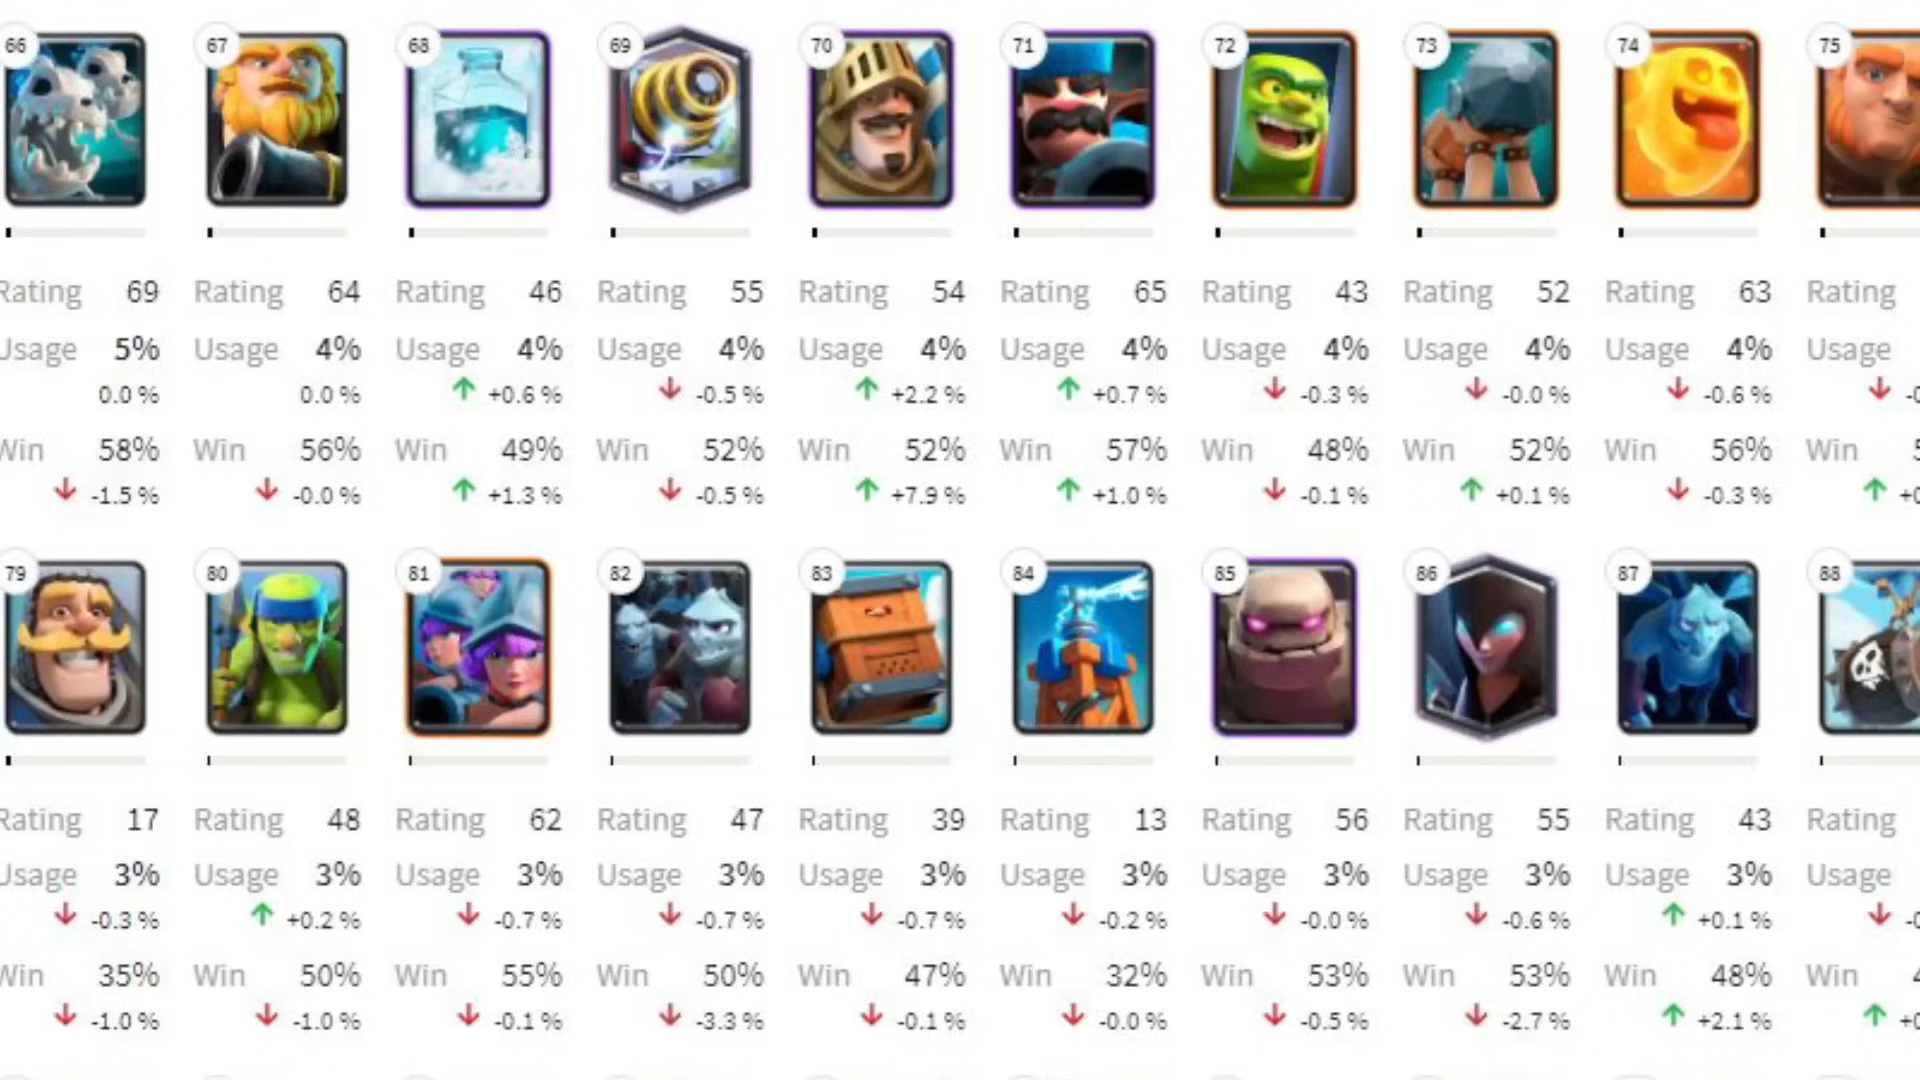 66 67 68 69 70 71 72 73 74 75
Rating 69 Rating 64 Rating 46 Rating 55 Rating 54 Rating 65 Rating 43 Rating 52 Rating 63 Rating
Usage 5% Usage 4% Usage 4% Usage 4% Usage 4% Usage 4% Usage 4% Usage 4% Usage 4% Usage
0.0 % 0.0 % +0.6 % -0.5 % +2.2 % +0.7 % -0.3 % -0.0 % -0.6 % -0
Win 58% Win 56% Win 49% Win 52% Win 52% Win 57% Win 48% Win 52% Win 56% Win 5
-1.5 % -0.0 % +1.3 % -0.5 % +7.9 % +1.0 % -0.1 % +0.1 % -0.3 % +0
79 80 81 82 83 84 85 86 87 88
Rating 17 Rating 48 Rating 62 Rating 47 Rating 39 Rating 13 Rating 56 Rating 55 Rating 43 Rating
Usage 3% Usage 3% Usage 3% Usage 3% Usage 3% Usage 3% Usage 3% Usage 3% Usage 3% Usage
-0.3 % +0.2 % -0.7 % -0.7 % -0.7 % -0.2 % -0.0 % -0.6 % +0.1 % -0
Win 35% Win 50% Win 55% Win 50% Win 47% Win 32% Win 53% Win 53% Win 48% Win 4
-1.0 % -1.0 % -0.1 % -3.3 % -0.1 % -0.0 % -0.5 % -2.7 % +2.1 % +0